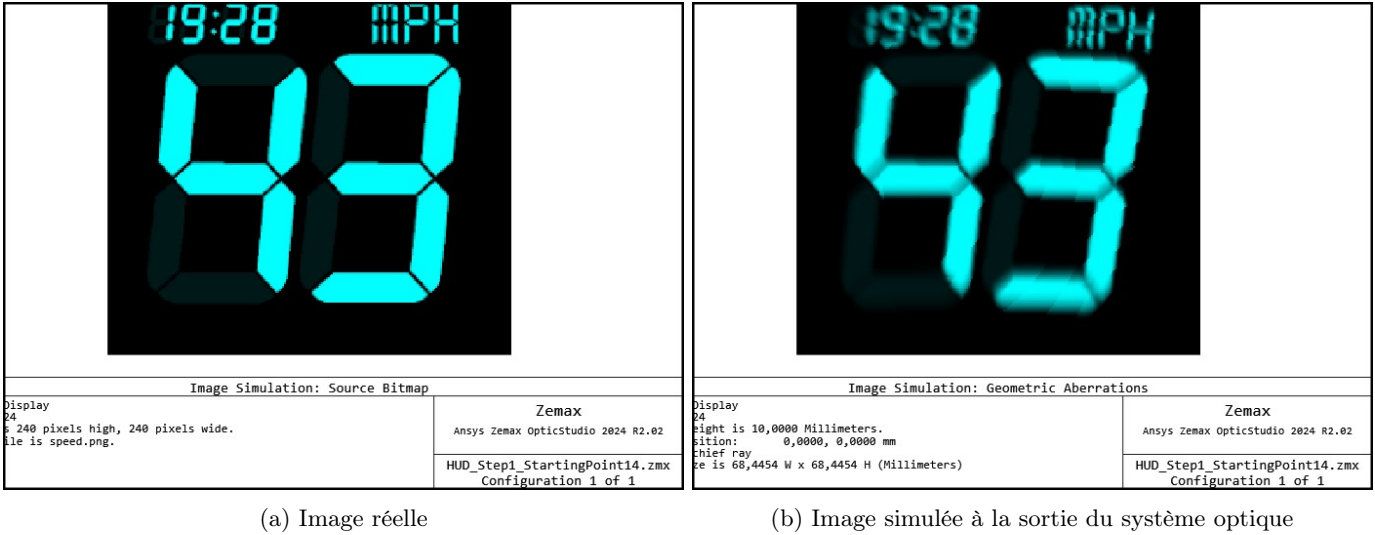 19:28 MPH
93
Image Simulation: Source Bitmap
Display
24
s 240 pixels high, 240 pixels wide.
ile is speed.png.
Zemax
Ansys Zemax OpticStudio 2024 R2.02
HUD_Step1_StartingPoint14.zmx
Configuration 1 of 1
(a) Image réelle
19:28 MPH
93
Image Simulation: Geometric Aberrations
Display
24
eight is 10,0000 Millimeters.
sition: 0,0000, 0,0000 mm
chief ray
ze is 68,4454 W x 68,4454 H (Millimeters)
Zemax
Ansys Zemax OpticStudio 2024 R2.02
HUD_Step1_StartingPoint14.zmx
Configuration 1 of 1
(b) Image simulée à la sortie du système optique